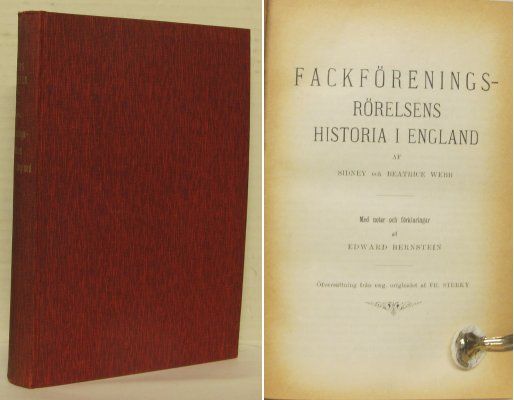 FACKFÖRENINGS-
RÖRELSENS
HISTORIA I ENGLAND
AF
SIDNEY och BEATRICE WEBB
Med noter och förklaringar
af
EDWARD BERNSTEIN
Öfversättning från eng. originalet af FR. STERKY